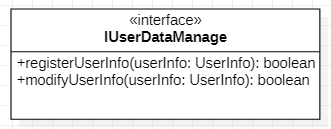 «interface»
IUserDataManage
+registerUserInfo(userInfo: UserInfo): boolean
+modifyUserInfo(userInfo: UserInfo): boolean